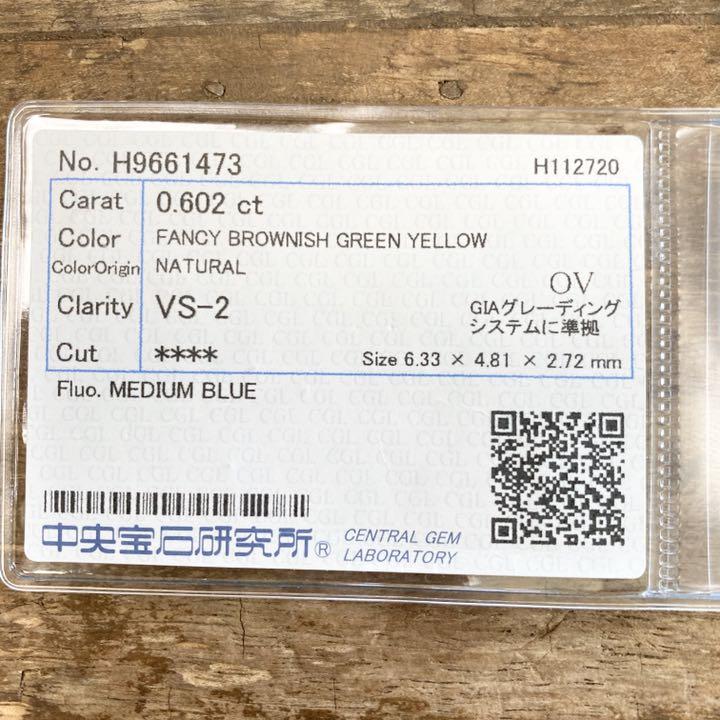 No. H9661473 H112720
Carat 0.602 ct
Color FANCY BROWNISH GREEN YELLOW
ColorOrigin NATURAL
Clarity VS-2
OV
GIAグレーディング
システムに準拠
Cut ****
Size 6.33 × 4.81 × 2.72 mm
Fluo. MEDIUM BLUE
中央宝石研究所® CENTRAL GEM
LABORATORY